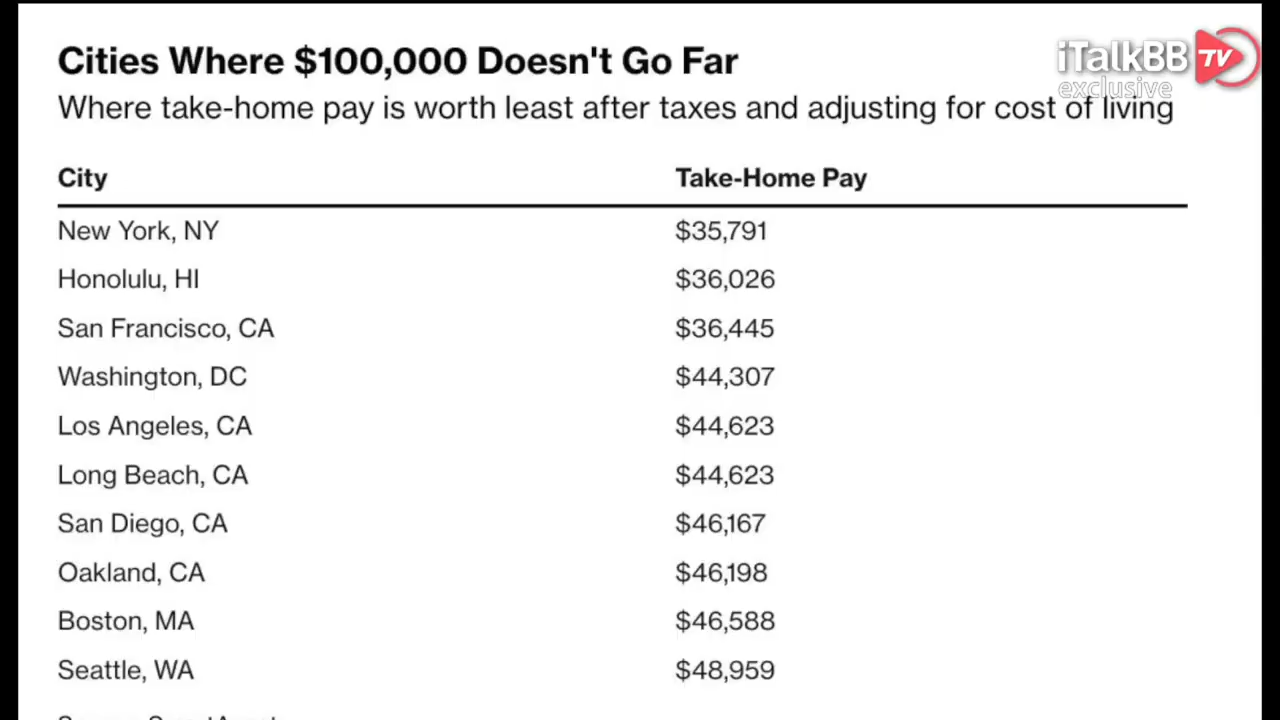 Cities Where $100,000 Doesn't Go Far
iTalkBB TV
exclusive
Where take-home pay is worth least after taxes and adjusting for cost of living
City Take-Home Pay
New York, NY $35,791
Honolulu, HI $36,026
San Francisco, CA $36,445
Washington, DC $44,307
Los Angeles, CA $44,623
Long Beach, CA $44,623
San Diego, CA $46,167
Oakland, CA $46,198
Boston, MA $46,588
Seattle, WA $48,959